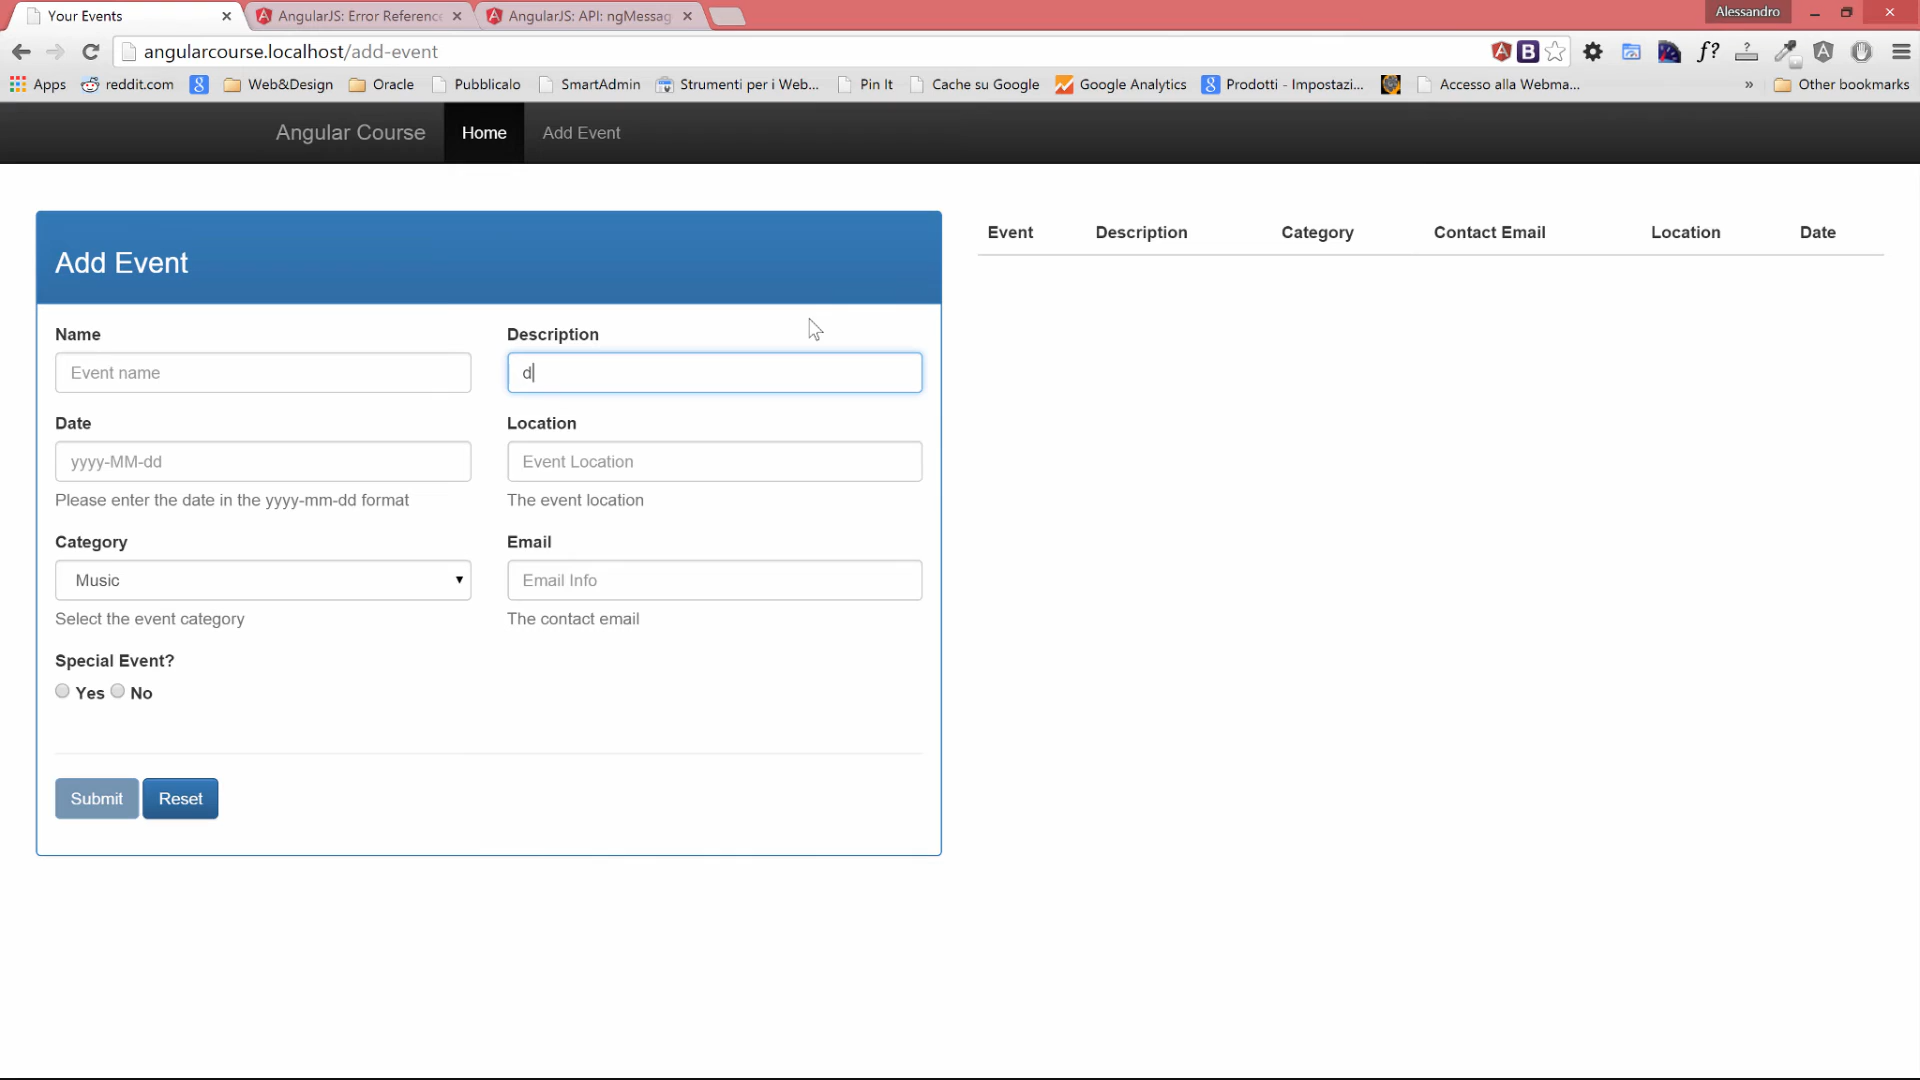 Your Events
AngularJS: Error Reference
AngularJS: API: ngMessag
Alessandro
angularcourse.localhost/add-event
Apps reddit.com Web&Design Oracle Pubblicalo SmartAdmin Strumenti per i Web... Pin It Cache su Google Google Analytics Prodotti - Impostazi... Accesso alla Webma... » Other bookmarks
Angular Course Home Add Event
Add Event
Event Description Category Contact Email Location Date
Name Description
Event name d
Date Location
yyyy-MM-dd Event Location
Please enter the date in the yyyy-mm-dd format The event location
Category Email
Music Email Info
Select the event category The contact email
Special Event?
Yes No
Submit Reset